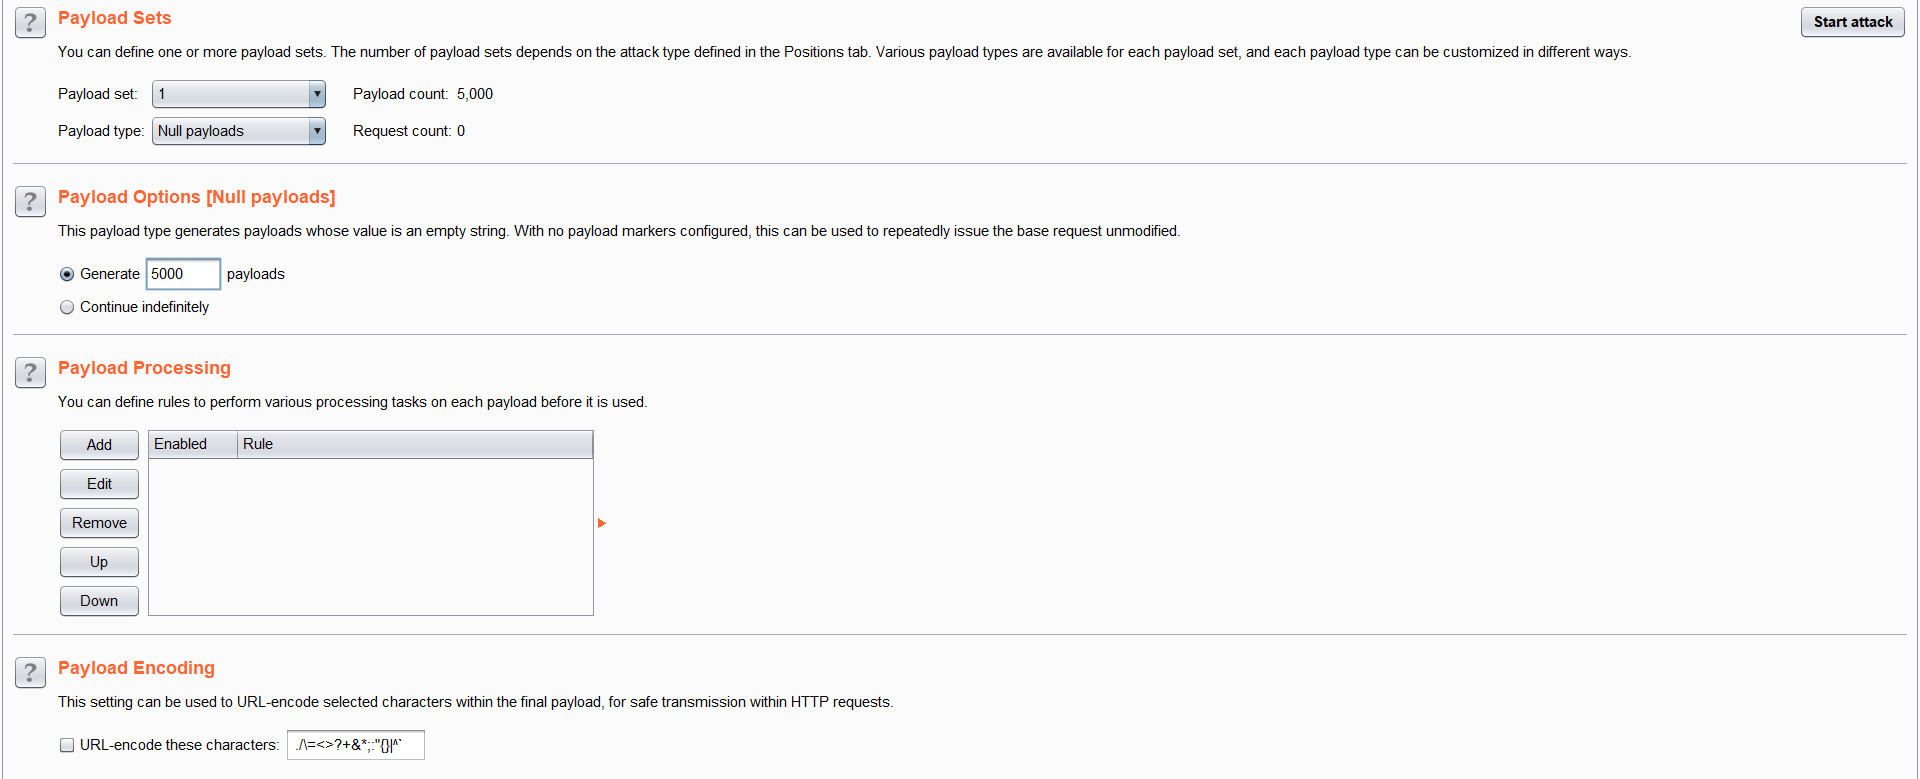 ? Payload Sets
Start attack
You can define one or more payload sets. The number of payload sets depends on the attack type defined in the Positions tab. Various payload types are available for each payload set, and each payload type can be customized in different ways.
Payload set: 1 Payload count: 5,000
Payload type: Null payloads Request count: 0
? Payload Options [Null payloads]
This payload type generates payloads whose value is an empty string. With no payload markers configured, this can be used to repeatedly issue the base request unmodified.
Generate 5000 payloads
Continue indefinitely
? Payload Processing
You can define rules to perform various processing tasks on each payload before it is used.
Add
Enabled Rule
Edit
Remove
Up
Down
? Payload Encoding
This setting can be used to URL-encode selected characters within the final payload, for safe transmission within HTTP requests.
URL-encode these characters: ./\=<>?+&*;:"{}|^`